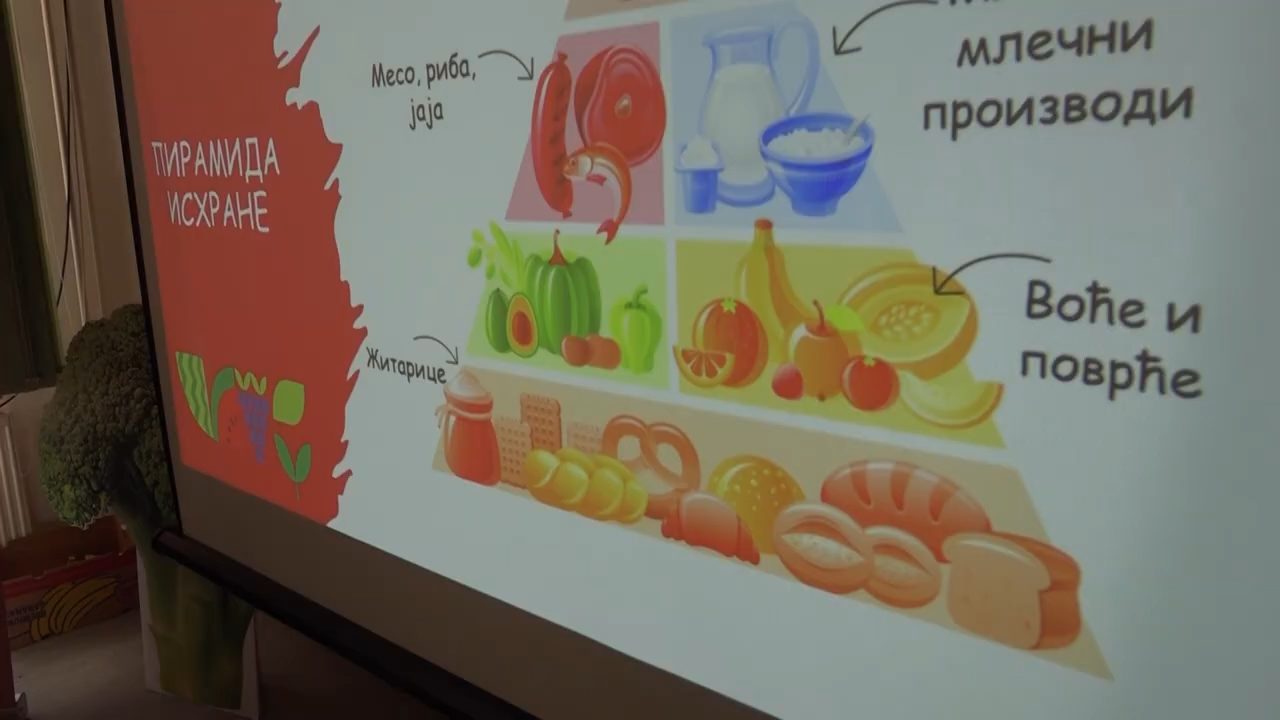 ПИРАМИДА
ИСХРАНЕ
Месо, риба,
јаја
млечни
производи
Воће и
поврће
Житарице